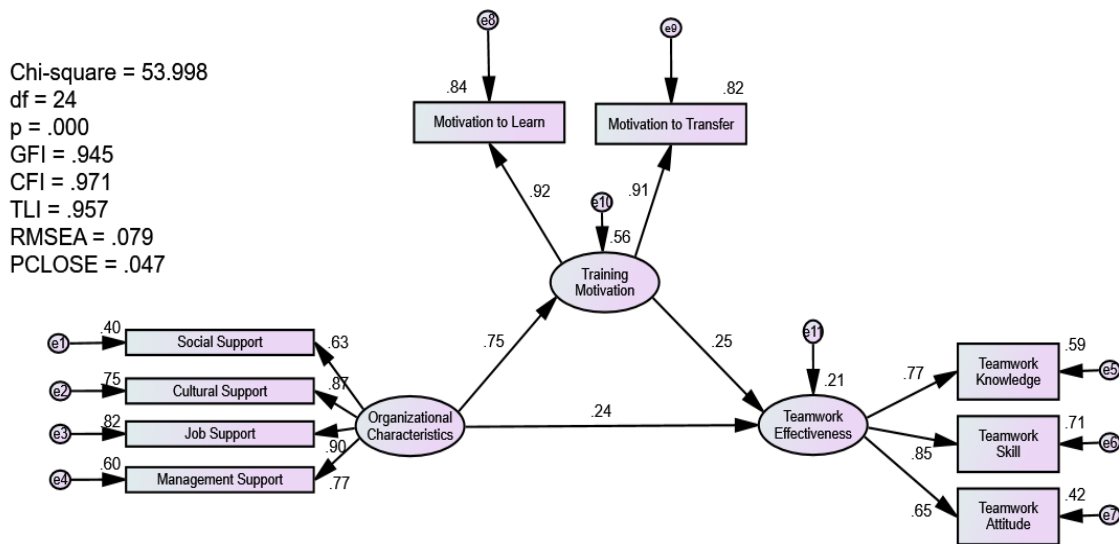 Chi-square = 53.998
df = 24
p = .000
GFI = .945
CFI = .971
TLI = .957
RMSEA = .079
PCLOSE = .047
e8
e9
.84
.82
Motivation to Learn
Motivation to Transfer
.92
.91
e10
.56
Training
Motivation
.75
.25
e1
.40
Social Support
.63
e2
.75
Cultural Support
.87
e3
.82
Job Support
.90
e4
.60
Management Support
.77
Organizational
Characteristics
.24
e11
.21
Teamwork
Effectiveness
.77
.59
Teamwork
Knowledge
e5
.85
.71
Teamwork
Skill
e6
.65
.42
Teamwork
Attitude
e7